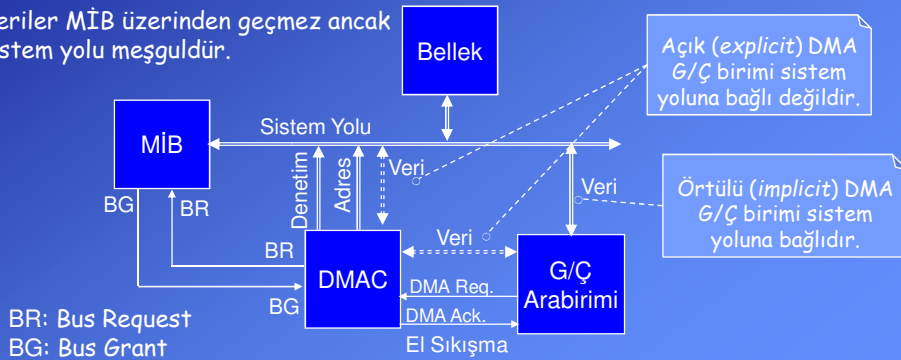 eriler MİB üzerinden geçmez ancak
stem yolu meşguldür.
Bellek
Açık (explicit) DMA
G/Ç birimi sistem
yoluna bağlı değildir.
Sistem Yolu
MİB
Denetim
Adres
Veri
Veri
Örtülü (implicit) DMA
G/Ç birimi sistem
yoluna bağlıdır.
BG
BR
Veri
BR
DMAC
G/Ç
Arabirimi
DMA Req.
BG
DMA Ack.
El Sıkışma
BR: Bus Request
BG: Bus Grant